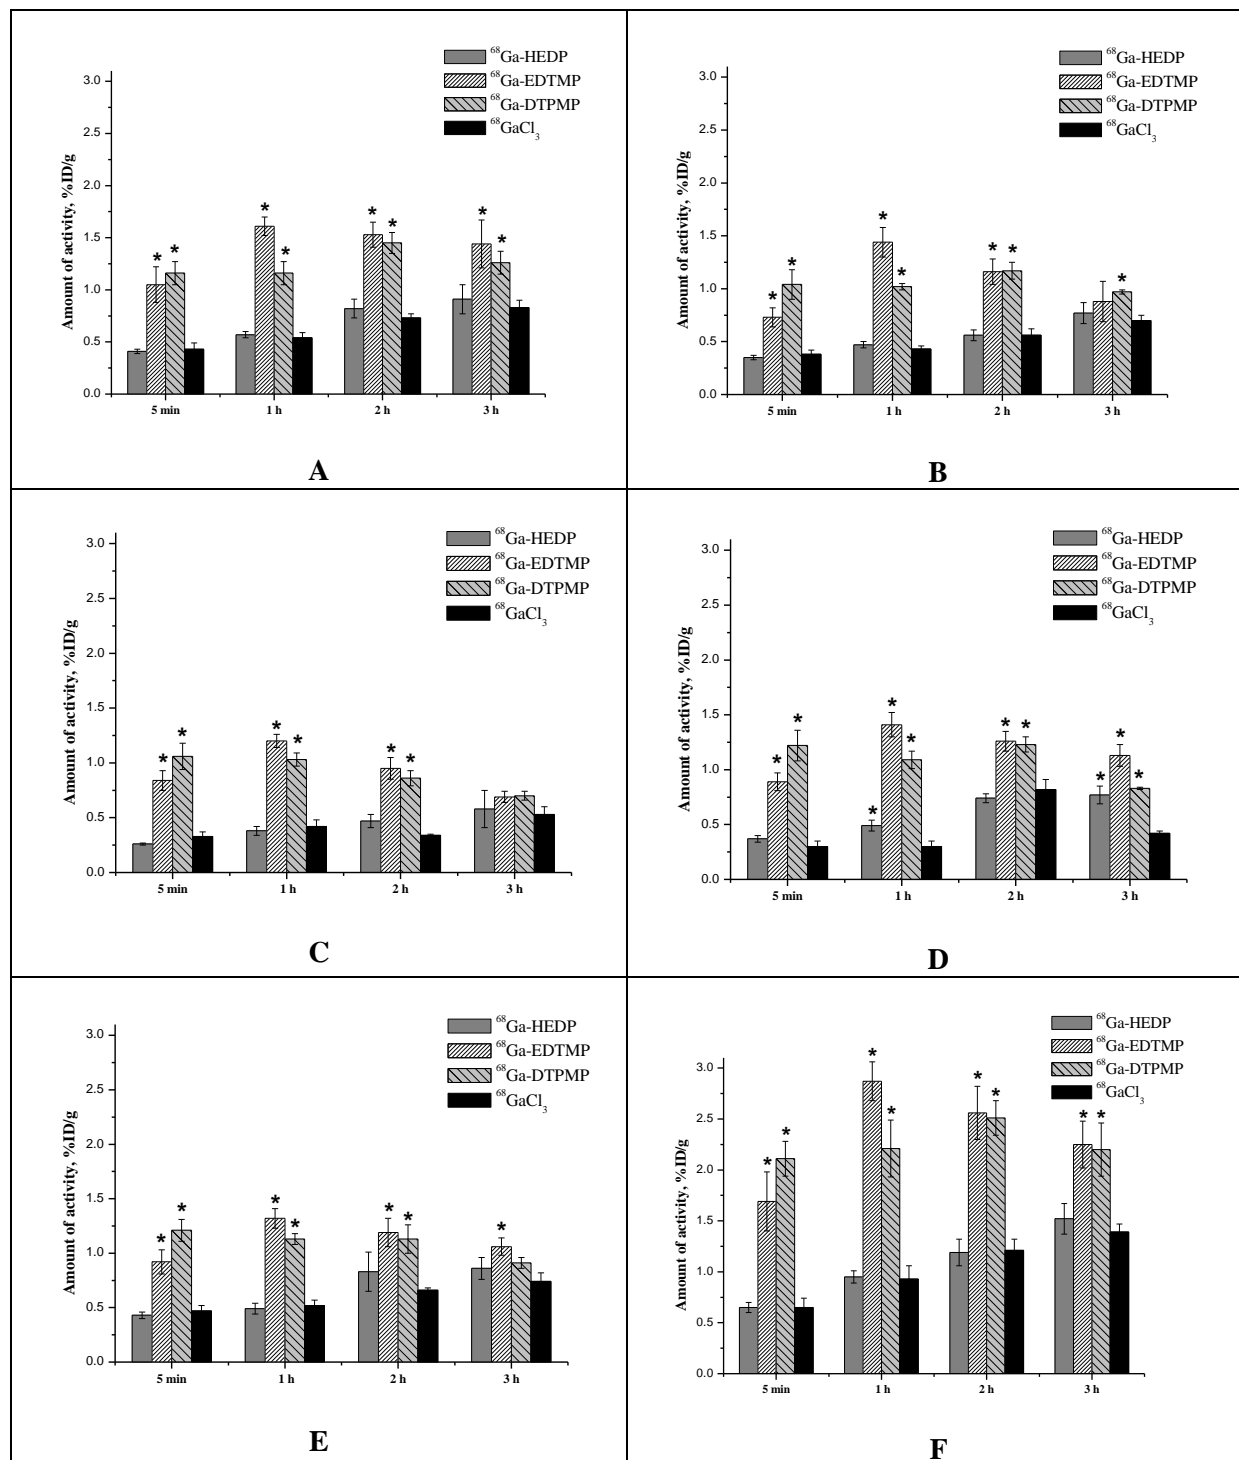 ⁶⁸Ga-HEDP
⁶⁸Ga-EDTMP
⁶⁸Ga-DTPMP
⁶⁸GaCl₃
Amount of activity, %ID/g
3.0
2.5
2.0
1.5
1.0
0.5
0.0
* * * * * * * *
5 min 1 h 2 h 3 h
A
⁶⁸Ga-HEDP
⁶⁸Ga-EDTMP
⁶⁸Ga-DTPMP
⁶⁸GaCl₃
Amount of activity, %ID/g
3.0
2.5
2.0
1.5
1.0
0.5
0.0
* * * * * * *
5 min 1 h 2 h 3 h
B
⁶⁸Ga-HEDP
⁶⁸Ga-EDTMP
⁶⁸Ga-DTPMP
⁶⁸GaCl₃
Amount of activity, %ID/g
3.0
2.5
2.0
1.5
1.0
0.5
0.0
* * * * * *
5 min 1 h 2 h 3 h
C
⁶⁸Ga-HEDP
⁶⁸Ga-EDTMP
⁶⁸Ga-DTPMP
⁶⁸GaCl₃
Amount of activity, %ID/g
3.0
2.5
2.0
1.5
1.0
0.5
0.0
* * * * * * * * * *
5 min 1 h 2 h 3 h
D
⁶⁸Ga-HEDP
⁶⁸Ga-EDTMP
⁶⁸Ga-DTPMP
⁶⁸GaCl₃
Amount of activity, %ID/g
3.0
2.5
2.0
1.5
1.0
0.5
0.0
* * * * * * *
5 min 1 h 2 h 3 h
E
⁶⁸Ga-HEDP
⁶⁸Ga-EDTMP
⁶⁸Ga-DTPMP
⁶⁸GaCl₃
Amount of activity, %ID/g
3.0
2.5
2.0
1.5
1.0
0.5
0.0
* * * * * * * *
5 min 1 h 2 h 3 h
F